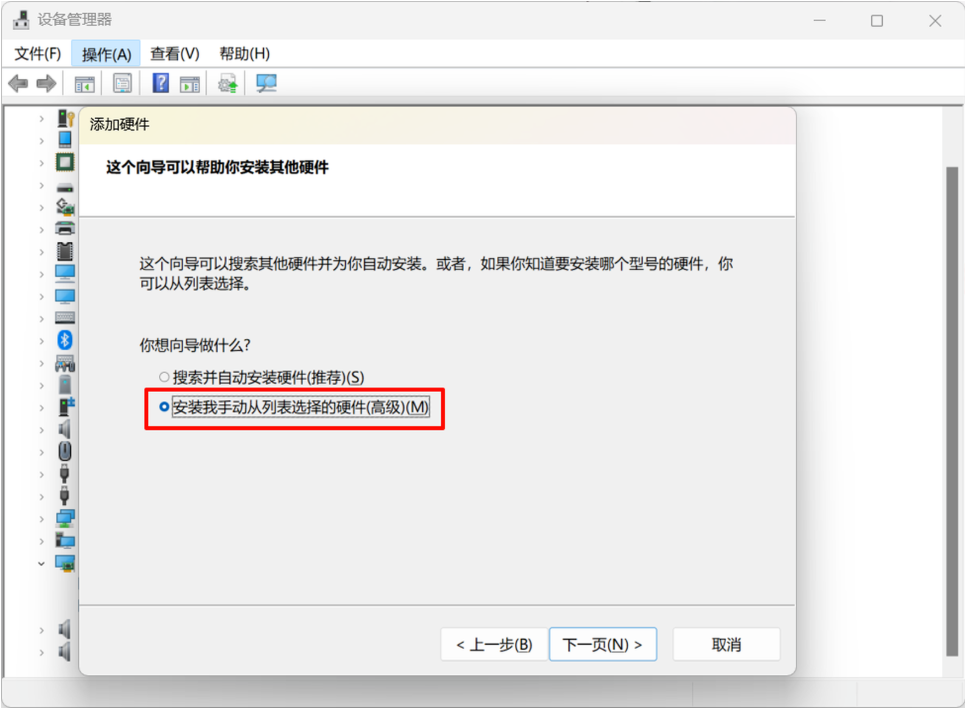 设备管理器
文件(F) 操作(A) 查看(V) 帮助(H)
添加硬件
这个向导可以帮助你安装其他硬件
这个向导可以搜索其他硬件并为你自动安装。或者，如果你知道要安装哪个型号的硬件，你
可以从列表选择。
你想向导做什么?
搜索并自动安装硬件(推荐)(S)
安装我手动从列表选择的硬件(高级)(M)
< 上一步(B) 下一页(N) > 取消